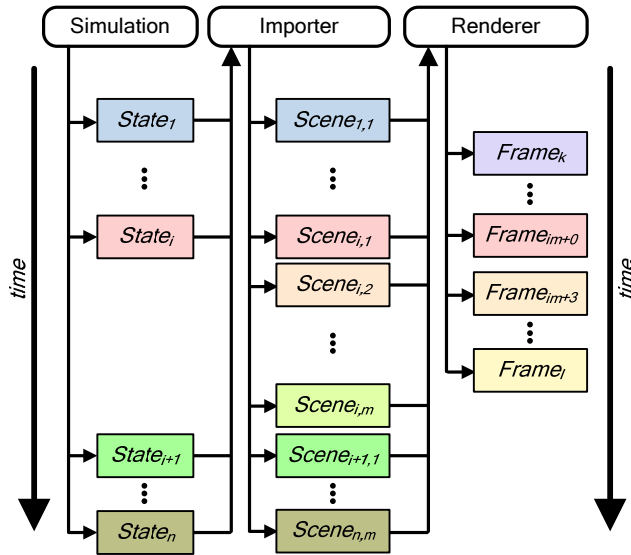 Simulation
Importer
Renderer
time
State1
⋮
Statei
Statei+1
⋮
Staten
Scene1,1
⋮
Scenei,1
Scenei,2
⋮
Scenei,m
Scenei+1,1
⋮
Scenen,m
Framek
⋮
Frameim+0
Frameim+3
⋮
Framel
time